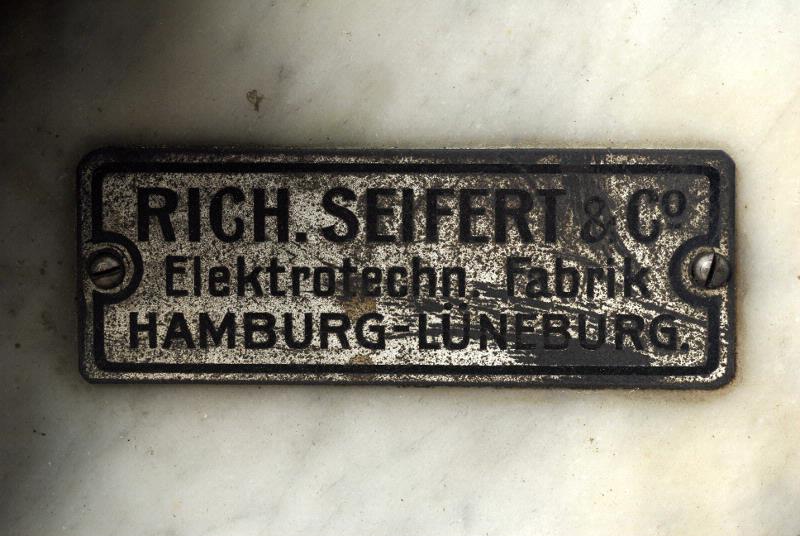 RICH. SEIFERT & Co
Elektrotechn. Fabrik
HAMBURG-LÜNEBURG.